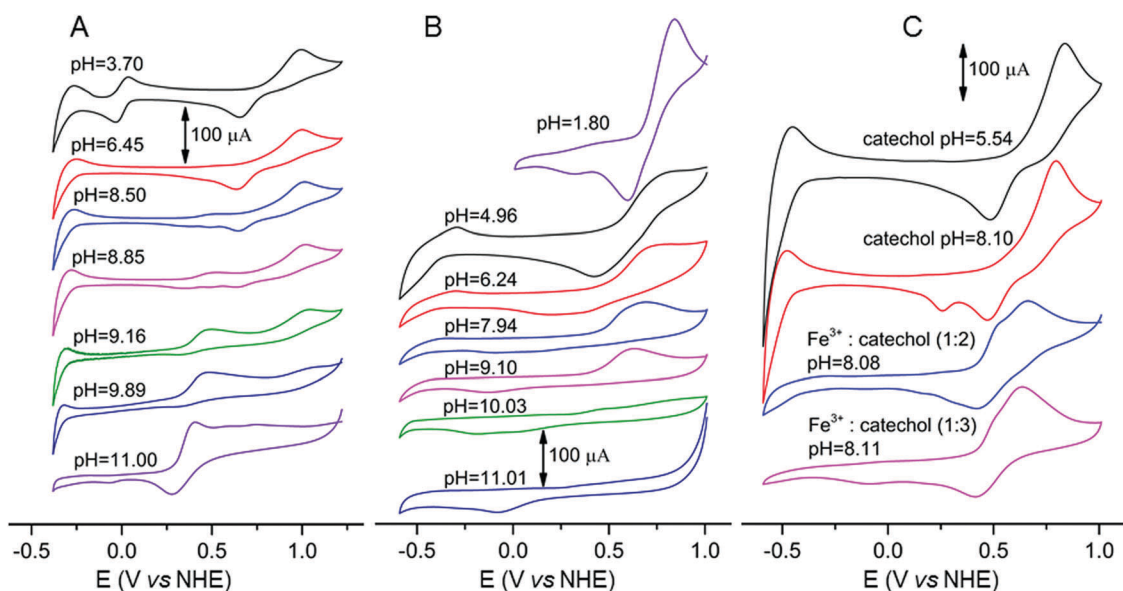 A
pH=3.70
100 μA
pH=6.45
pH=8.50
pH=8.85
pH=9.16
pH=9.89
pH=11.00
-0.5 0.0 0.5 1.0
E (V vs NHE)
B
pH=1.80
pH=4.96
pH=6.24
pH=7.94
pH=9.10
pH=10.03
100 μA
pH=11.01
-0.5 0.0 0.5 1.0
E (V vs NHE)
C
100 μA
catechol pH=5.54
catechol pH=8.10
Fe³⁺ : catechol (1:2)
pH=8.08
Fe³⁺ : catechol (1:3)
pH=8.11
-0.5 0.0 0.5 1.0
E (V vs NHE)